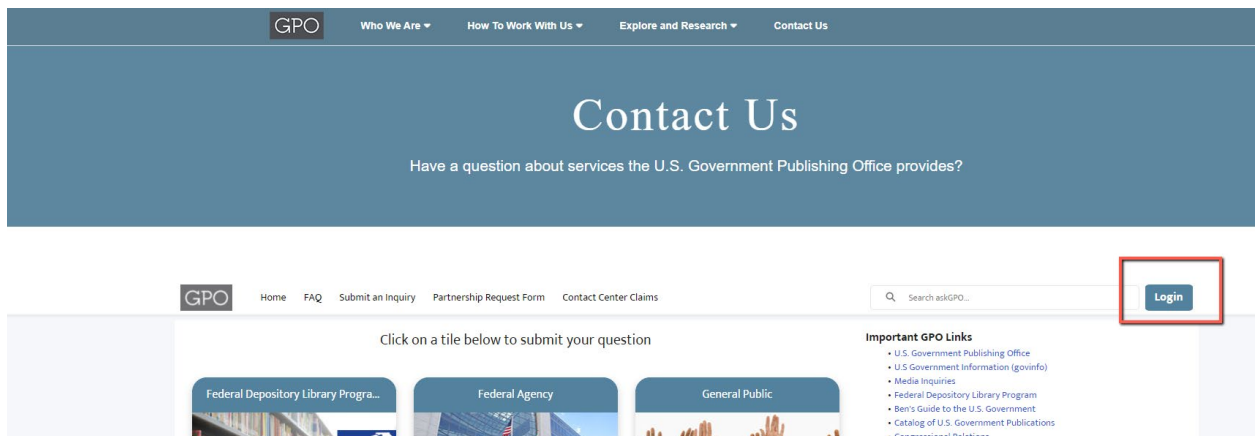 GPO Who We Are How To Work With Us Explore and Research Contact Us
Contact Us
Have a question about services the U.S. Government Publishing Office provides?
GPO Home FAQ Submit an Inquiry Partnership Request Form Contact Center Claims Search askGPO... Login
Click on a tile below to submit your question
Federal Depository Library Progra...
Federal Agency
General Public
Important GPO Links
• U.S. Government Publishing Office
• U.S Government Information (govinfo)
• Media Inquiries
• Federal Depository Library Program
• Ben's Guide to the U.S. Government
• Catalog of U.S. Government Publications
• Congressional Relations